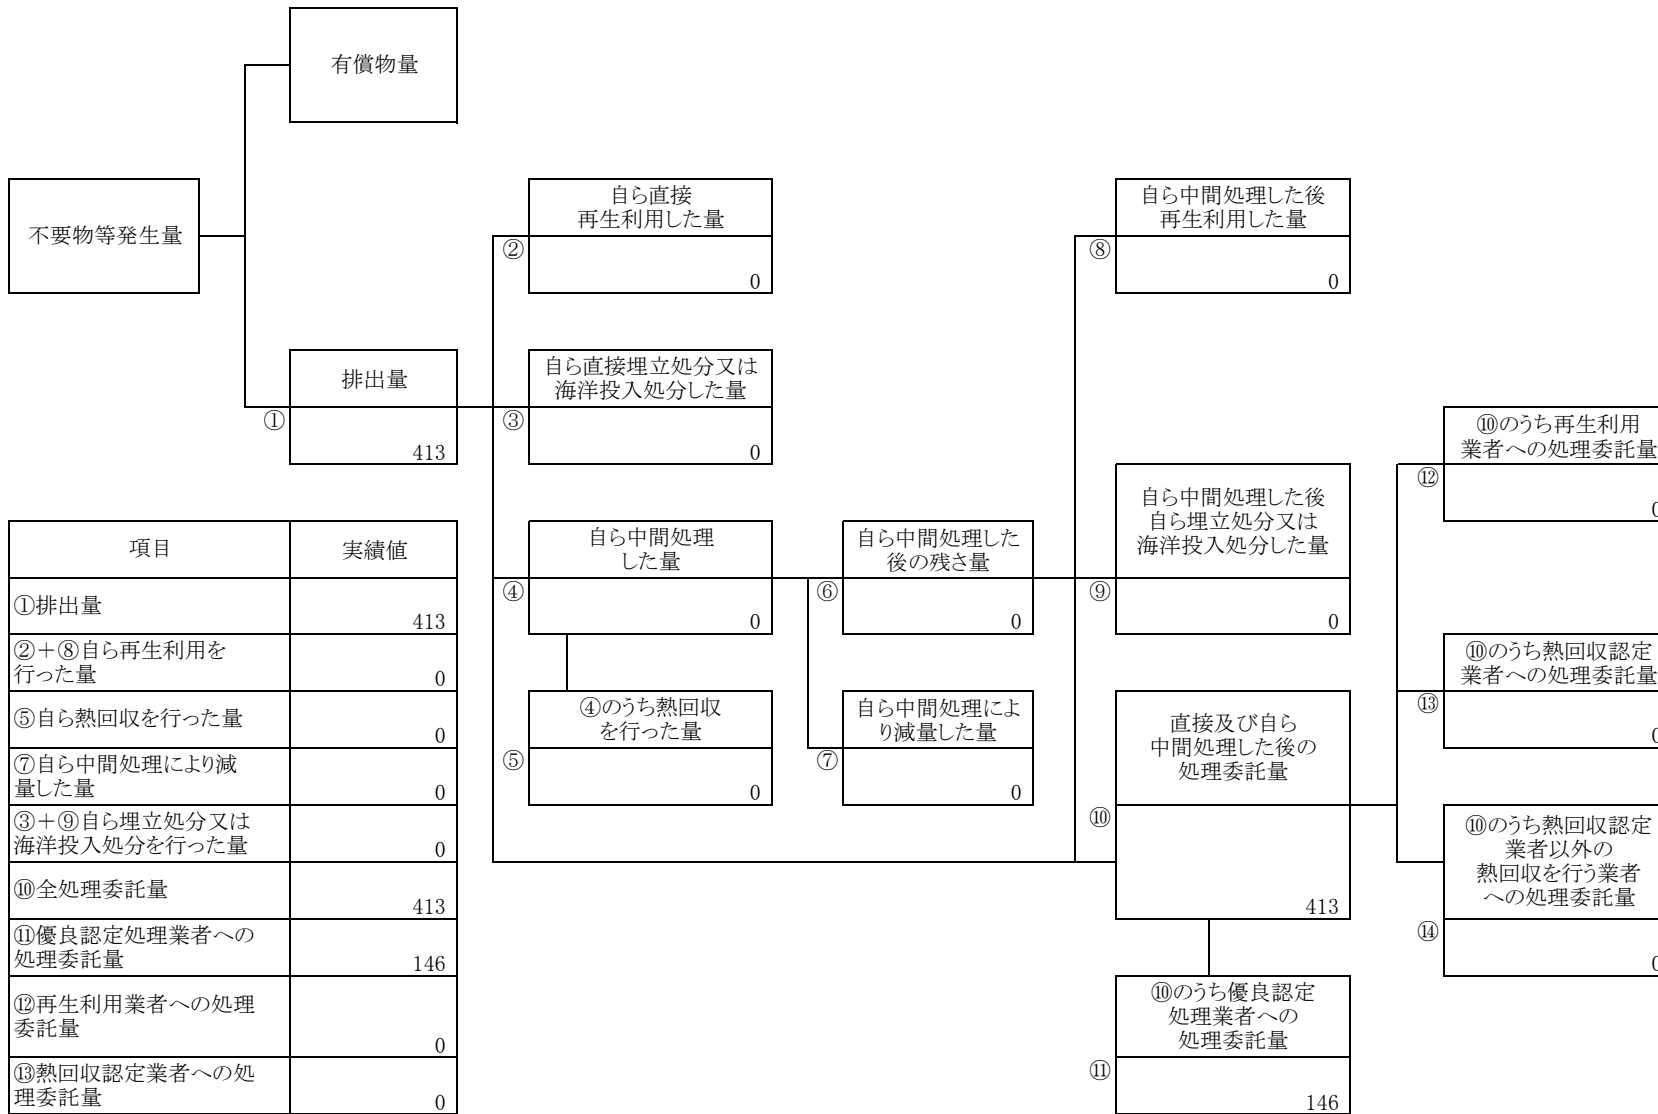 有償物量
不要物等発生量
自ら直接
再生利用した量
②
0
自ら中間処理した後
再生利用した量
⑧
0
排出量
①
413
自ら直接埋立処分又は
海洋投入処分した量
③
0
自ら中間処理
した量
④
0
自ら中間処理した
後の残さ量
⑥
0
自ら中間処理した後
自ら埋立処分又は
海洋投入処分した量
⑨
0
④のうち熱回収
を行った量
⑤
0
自ら中間処理によ
り減量した量
⑦
0
直接及び自ら
中間処理した後の
処理委託量
⑩
413
⑩のうち優良認定
処理業者への
処理委託量
⑪
146
⑩のうち再生利用
業者への処理委託量
⑫
0
⑩のうち熱回収認定
業者への処理委託量
⑬
0
⑩のうち熱回収認定
業者以外の
熱回収を行う業者
への処理委託量
⑭
0
項目 実績値
①排出量
413
②+⑧自ら再生利用を
行った量
0
⑤自ら熱回収を行った量
0
⑦自ら中間処理により減
量した量
0
③+⑨自ら埋立処分又は
海洋投入処分を行った量
0
⑩全処理委託量
413
⑪優良認定処理業者への
処理委託量
146
⑫再生利用業者への処理
委託量
0
⑬熱回収認定業者への処
理委託量
0